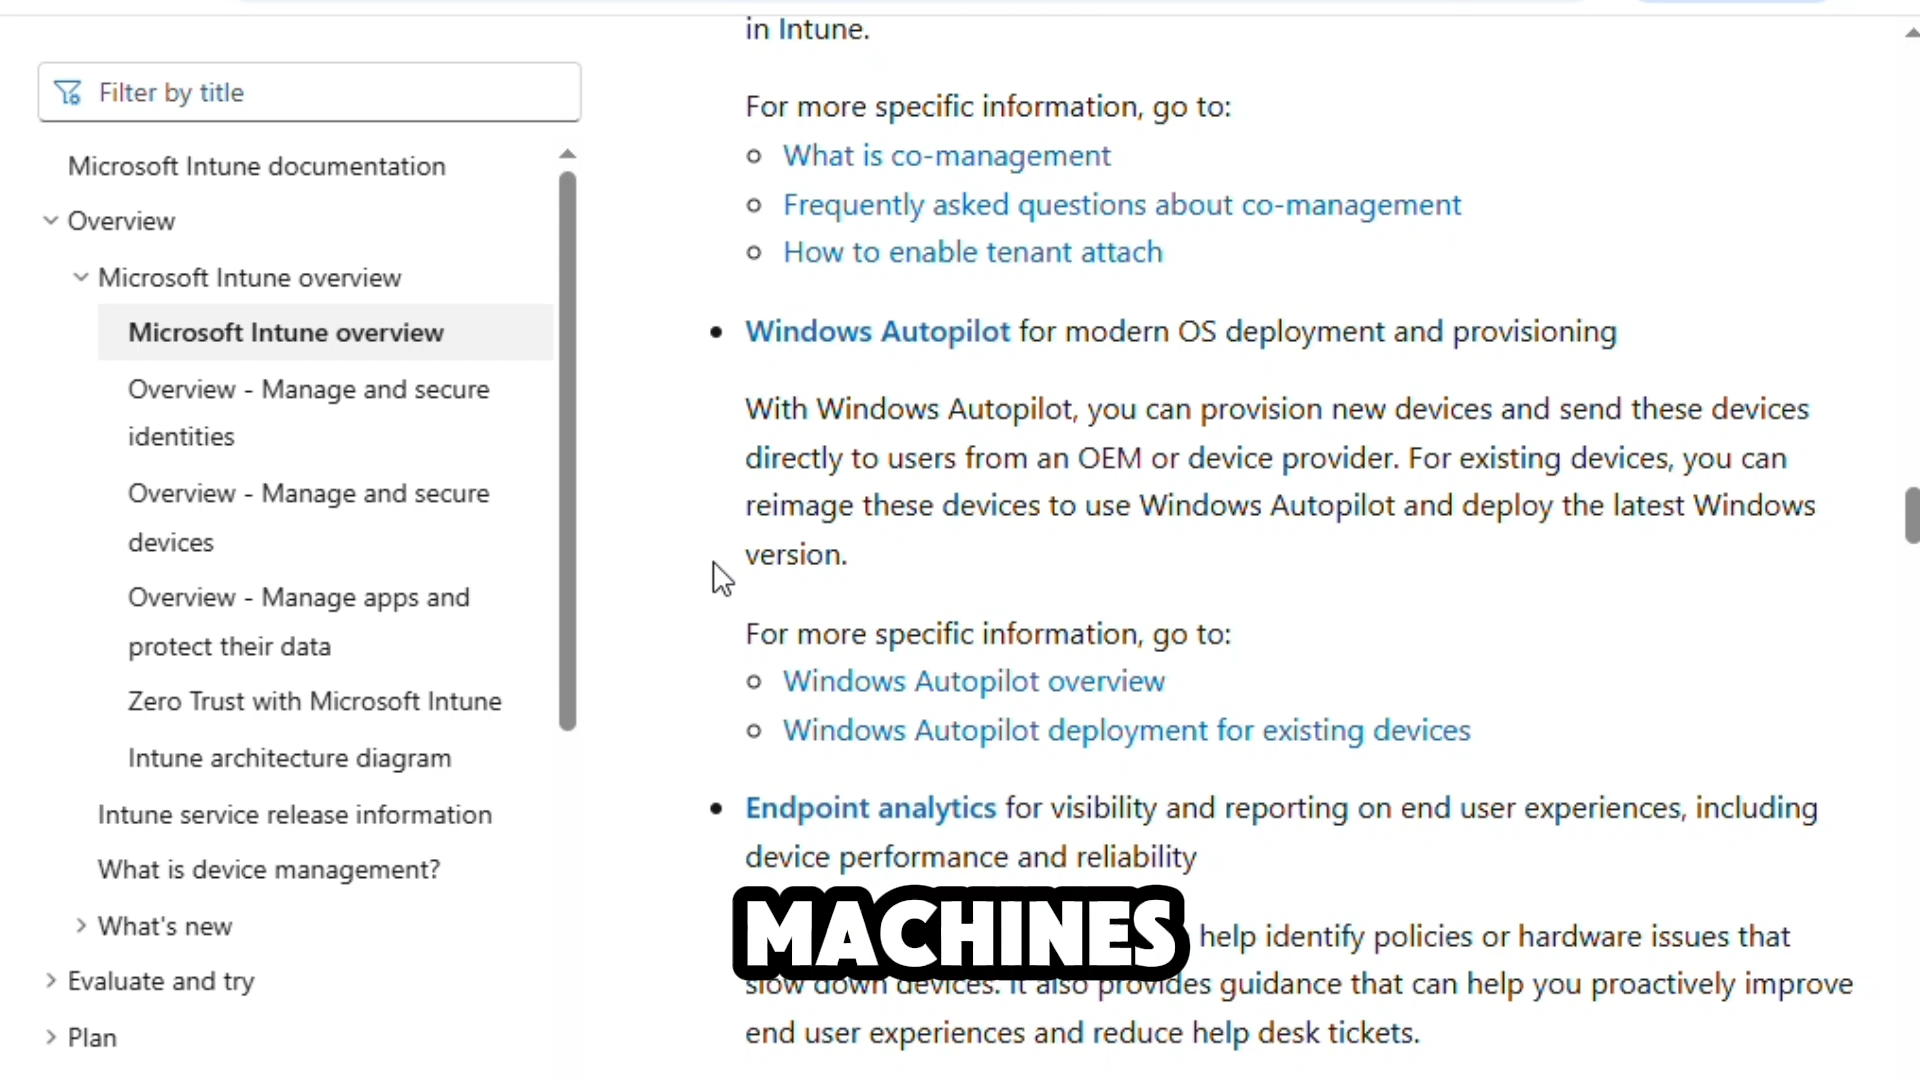 Filter by title
Microsoft Intune documentation
Overview
Microsoft Intune overview
Microsoft Intune overview
Overview - Manage and secure
identities
Overview - Manage and secure
devices
Overview - Manage apps and
protect their data
Zero Trust with Microsoft Intune
Intune architecture diagram
Intune service release information
What is device management?
What's new
Evaluate and try
Plan
in Intune.
For more specific information, go to:
What is co-management
Frequently asked questions about co-management
How to enable tenant attach
Windows Autopilot for modern OS deployment and provisioning
With Windows Autopilot, you can provision new devices and send these devices
directly to users from an OEM or device provider. For existing devices, you can
reimage these devices to use Windows Autopilot and deploy the latest Windows
version.
For more specific information, go to:
Windows Autopilot overview
Windows Autopilot deployment for existing devices
Endpoint analytics for visibility and reporting on end user experiences, including
device performance and reliability
MACHINES
help identify policies or hardware issues that
slow down devices. It also provides guidance that can help you proactively improve
end user experiences and reduce help desk tickets.